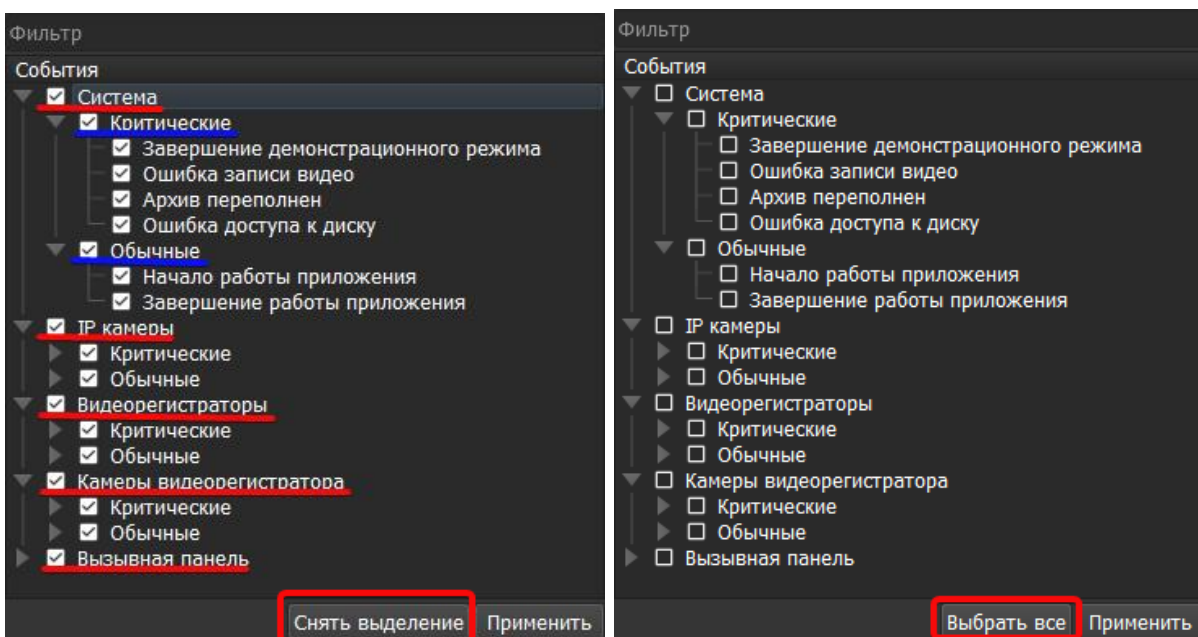 Фильтр
События
Система
Критические
Завершение демонстрационного режима
Ошибка записи видео
Архив переполнен
Ошибка доступа к диску
Обычные
Начало работы приложения
Завершение работы приложения
IP камеры
Критические
Обычные
Видеорегистраторы
Критические
Обычные
Камеры видеорегистратора
Критические
Обычные
Вызывная панель
Снять выделение Применить
Фильтр
События
Система
Критические
Завершение демонстрационного режима
Ошибка записи видео
Архив переполнен
Ошибка доступа к диску
Обычные
Начало работы приложения
Завершение работы приложения
IP камеры
Критические
Обычные
Видеорегистраторы
Критические
Обычные
Камеры видеорегистратора
Критические
Обычные
Вызывная панель
Выбрать все Применить